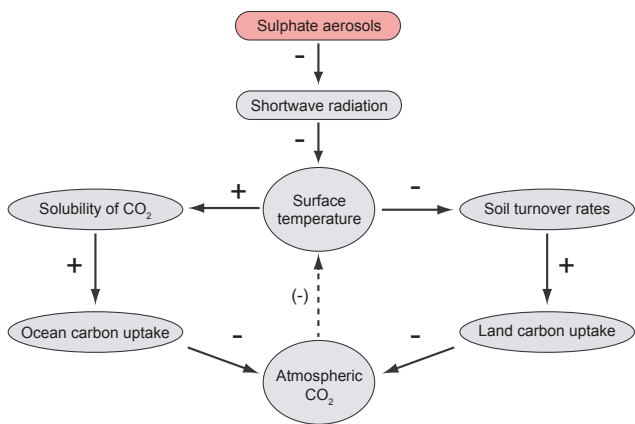 Sulphate aerosols
-
Shortwave radiation
-
+
Surface
temperature
-
Solubility of CO₂
Soil turnover rates
+
+
(-)
Ocean carbon uptake
-
-
Land carbon uptake
Atmospheric
CO₂